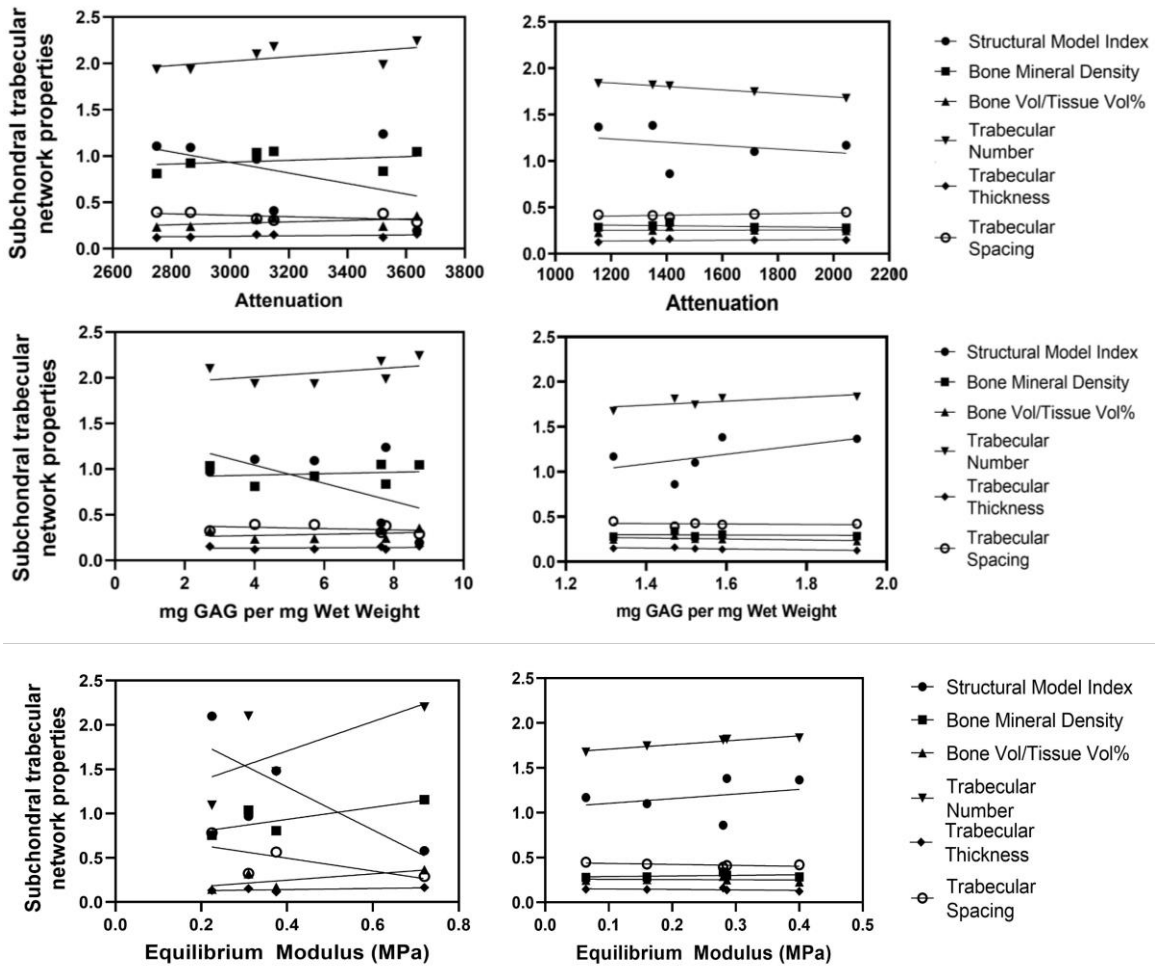 Subchondral trabecular
network properties
2.5
2.0
1.5
1.0
0.5
0.0
2600 2800 3000 3200 3400 3600 3800
Attenuation
2.5
2.0
1.5
1.0
0.5
0.0
1000 1200 1400 1600 1800 2000 2200
Attenuation
Structural Model Index
Bone Mineral Density
Bone Vol/Tissue Vol%
Trabecular
Number
Trabecular
Thickness
Trabecular
Spacing
Subchondral trabecular
network properties
2.5
2.0
1.5
1.0
0.5
0.0
0 2 4 6 8 10
mg GAG per mg Wet Weight
2.5
2.0
1.5
1.0
0.5
0.0
1.2 1.4 1.6 1.8 2.0
mg GAG per mg Wet Weight
Structural Model Index
Bone Mineral Density
Bone Vol/Tissue Vol%
Trabecular
Number
Trabecular
Thickness
Trabecular
Spacing
Subchondral trabecular
network properties
2.5
2.0
1.5
1.0
0.5
0.0
0.0 0.2 0.4 0.6 0.8
Equilibrium Modulus (MPa)
2.5
2.0
1.5
1.0
0.5
0.0
0.0 0.1 0.2 0.3 0.4 0.5
Equilibrium Modulus (MPa)
Structural Model Index
Bone Mineral Density
Bone Vol/Tissue Vol%
Trabecular
Number
Trabecular
Thickness
Trabecular
Spacing